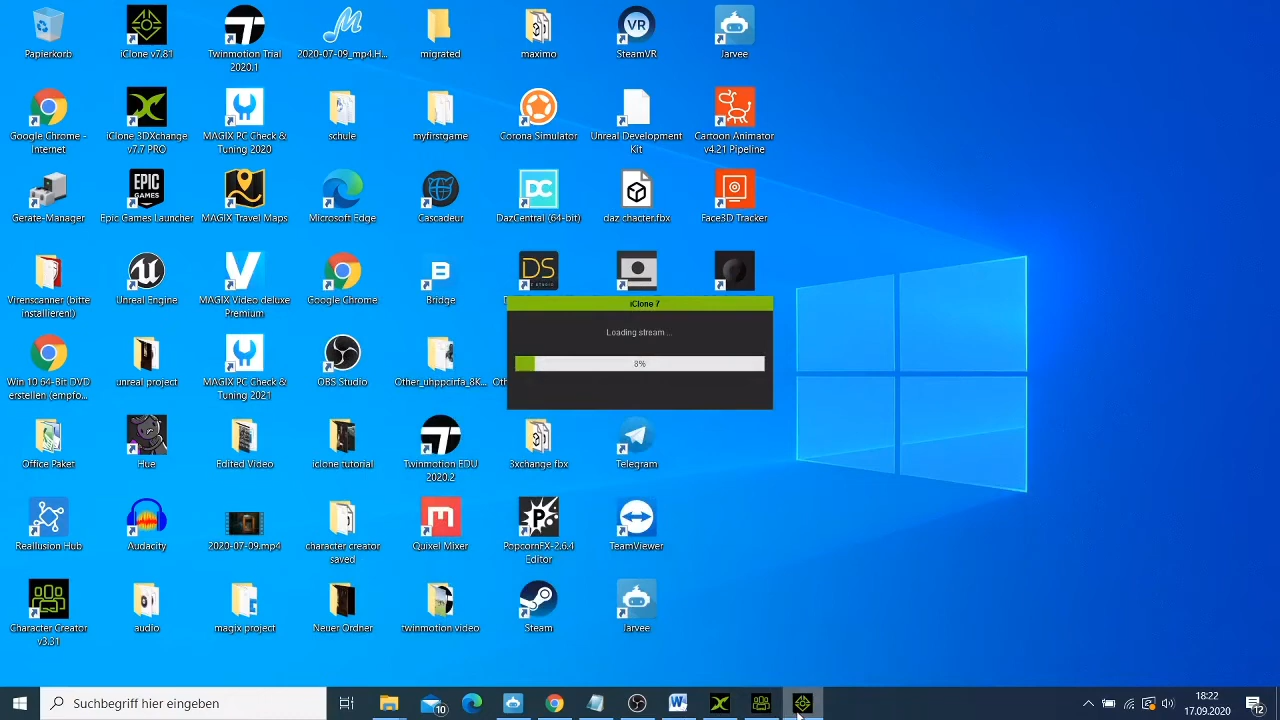 Papierkorb
iClone v7.81
Twinmotion Trial
2020.1
2020-07-09_mp4.H...
migrated
maximo
SteamVR
VR
Jarvee
Google Chrome -
Internet
iClone 3DXchange
v7.7 PRO
MAGIX PC Check &
Tuning 2020
schule
myfirstgame
Corona Simulator
Unreal Development
Kit
Cartoon Animator
v4.21 Pipeline
Geräte-Manager
EPIC
GAMES
Epic Games Launcher
MAGIX Travel Maps
Microsoft Edge
Cascadeur
DC
DazCentral (64-bit)
daz chacter.fbx
Face3D Tracker
Virenscanner (bitte
installieren!)
Unreal Engine
MAGIX Video deluxe
Premium
Google Chrome
B
Bridge
DS
iClone 7
Loading stream ...
8%
Win 10 64-Bit DVD
erstellen (empfo...
unreal project
MAGIX PC Check &
Tuning 2021
OBS Studio
Other_uhppcirfa_8K...
Office Paket
Hue
Edited Video
iclone tutorial
Twinmotion EDU
2020.2
3xchange fbx
Telegram
Reallusion Hub
Audacity
2020-07-09.mp4
character creator
saved
Quixel Mixer
P
PopcornFX-2.6.4
Editor
TeamViewer
Character Creator
v3.31
audio
magix project
Neuer Ordner
twinmotion video
Steam
Jarvee
Suchbegriff hier eingeben
10
W
18:22
17.09.2020
12